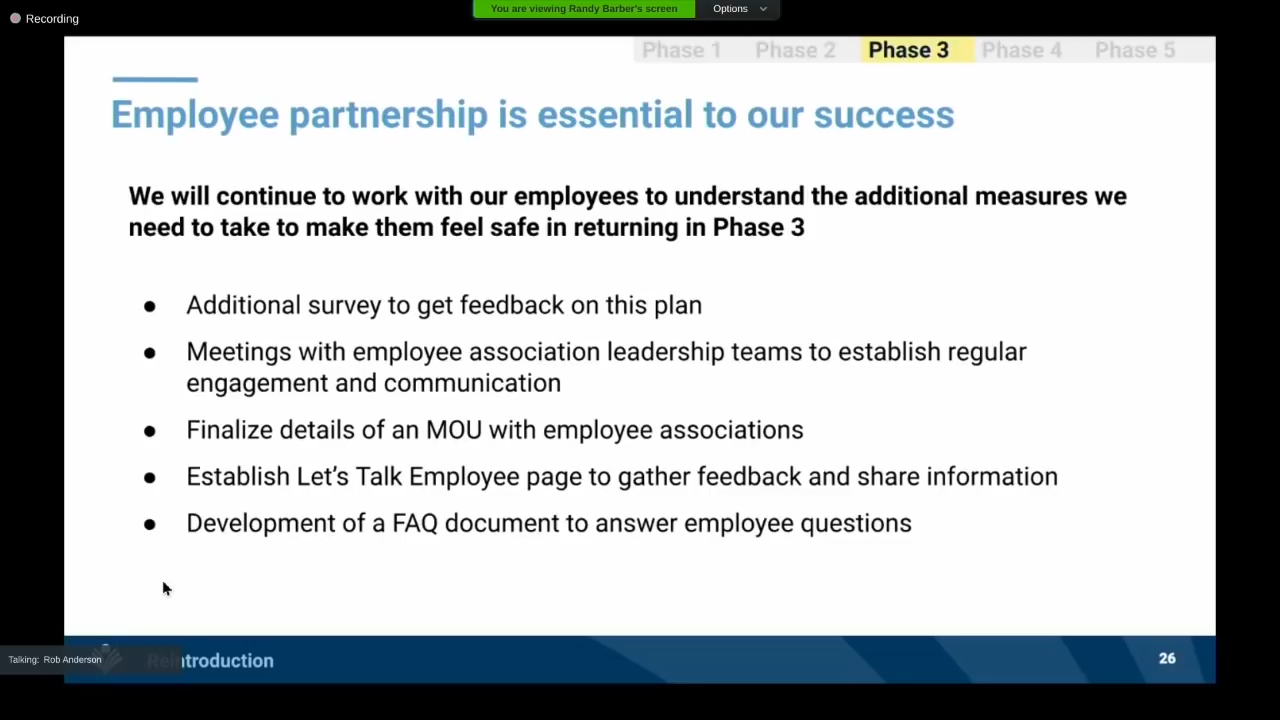 Recording
You are viewing Randy Barber's screen
Options
Phase 1 Phase 2 Phase 3 Phase 4 Phase 5
Employee partnership is essential to our success
We will continue to work with our employees to understand the additional measures we
need to take to make them feel safe in returning in Phase 3
● Additional survey to get feedback on this plan
● Meetings with employee association leadership teams to establish regular
engagement and communication
● Finalize details of an MOU with employee associations
● Establish Let's Talk Employee page to gather feedback and share information
● Development of a FAQ document to answer employee questions
Talking: Rob Anderson
Reintroduction
26